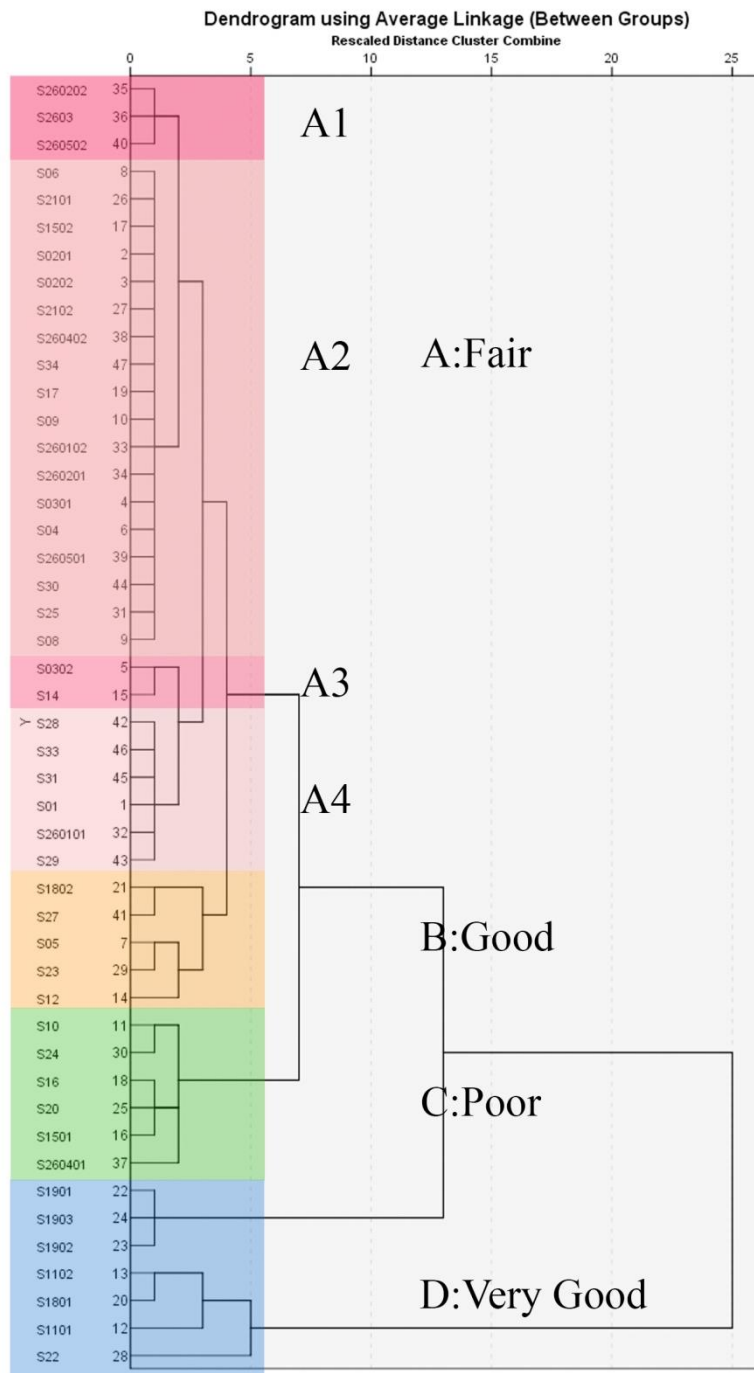 Dendrogram using Average Linkage (Between Groups)
Rescaled Distance Cluster Combine
0 5 10 15 20 25
S260202 35
S2603 36
S260502 40
A1
S06 8
S2101 26
S1502 17
S0201 2
S0202 3
S2102 27
S260402 38
S34 47
A2 A:Fair
S17 19
S09 10
S260102 33
S260201 34
S0301 4
S04 6
S260501 39
S30 44
S25 31
S08 9
S0302 5
S14 15
A3
Y S28 42
S33 46
S31 45
S01 1
A4
S260101 32
S29 43
S1802 21
S27 41
S05 7
B:Good
S23 29
S12 14
S10 11
S24 30
S16 18
S20 25
C:Poor
S1501 16
S260401 37
S1901 22
S1903 24
S1902 23
S1102 13
S1801 20
D:Very Good
S1101 12
S22 28